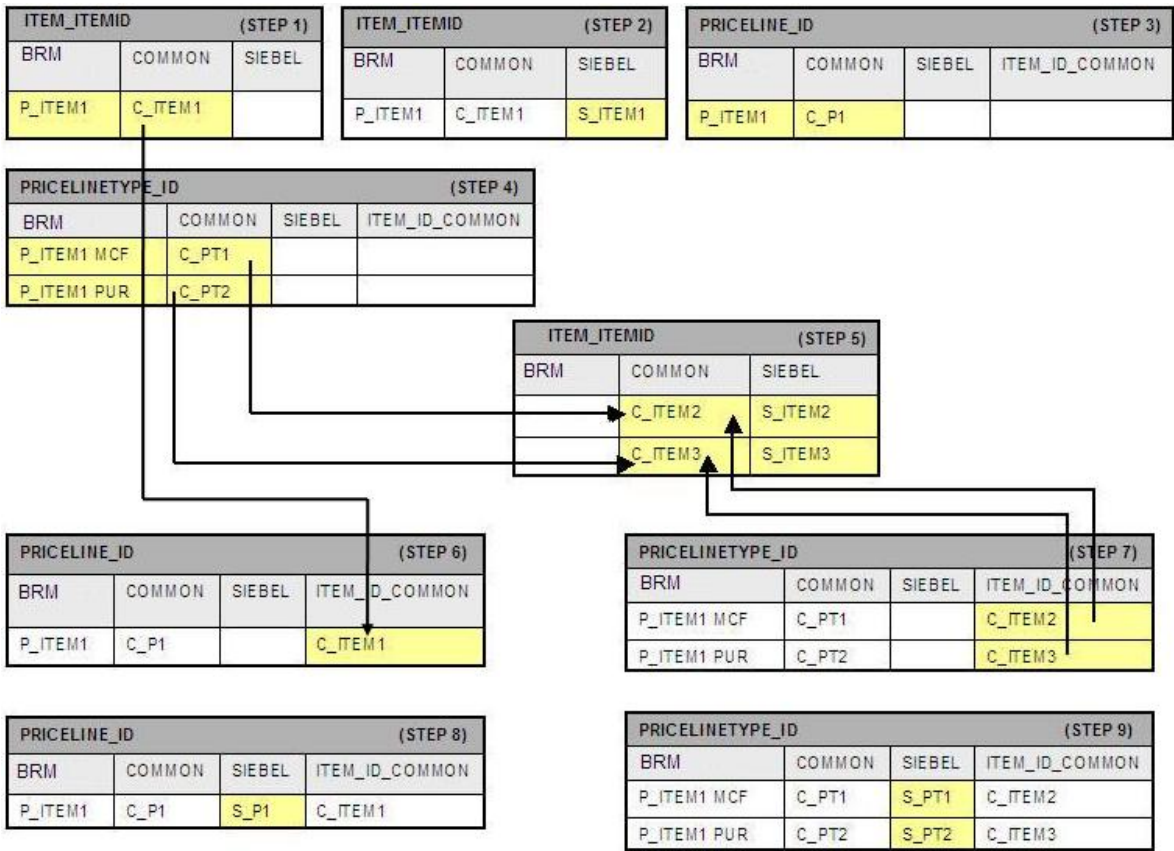 ITEM_ITEMID (STEP 1)
BRM COMMON SIEBEL
P_ITEM1 C_ITEM1
ITEM_ITEMID (STEP 2)
BRM COMMON SIEBEL
P_ITEM1 C_ITEM1 S_ITEM1
PRICELINE_ID (STEP 3)
BRM COMMON SIEBEL ITEM_ID_COMMON
P_ITEM1 C_P1
PRICELINETYPE_ID (STEP 4)
BRM COMMON SIEBEL ITEM_ID_COMMON
P_ITEM1 MCF C_PT1
P_ITEM1 PUR C_PT2
ITEM_ITEMID (STEP 5)
BRM COMMON SIEBEL
C_ITEM2 S_ITEM2
C_ITEM3 S_ITEM3
PRICELINE_ID (STEP 6)
BRM COMMON SIEBEL ITEM_ID_COMMON
P_ITEM1 C_P1 C_ITEM1
PRICELINETYPE_ID (STEP 7)
BRM COMMON SIEBEL ITEM_ID_COMMON
P_ITEM1 MCF C_PT1 C_ITEM2
P_ITEM1 PUR C_PT2 C_ITEM3
PRICELINE_ID (STEP 8)
BRM COMMON SIEBEL ITEM_ID_COMMON
P_ITEM1 C_P1 S_P1 C_ITEM1
PRICELINETYPE_ID (STEP 9)
BRM COMMON SIEBEL ITEM_ID_COMMON
P_ITEM1 MCF C_PT1 S_PT1 C_ITEM2
P_ITEM1 PUR C_PT2 S_PT2 C_ITEM3